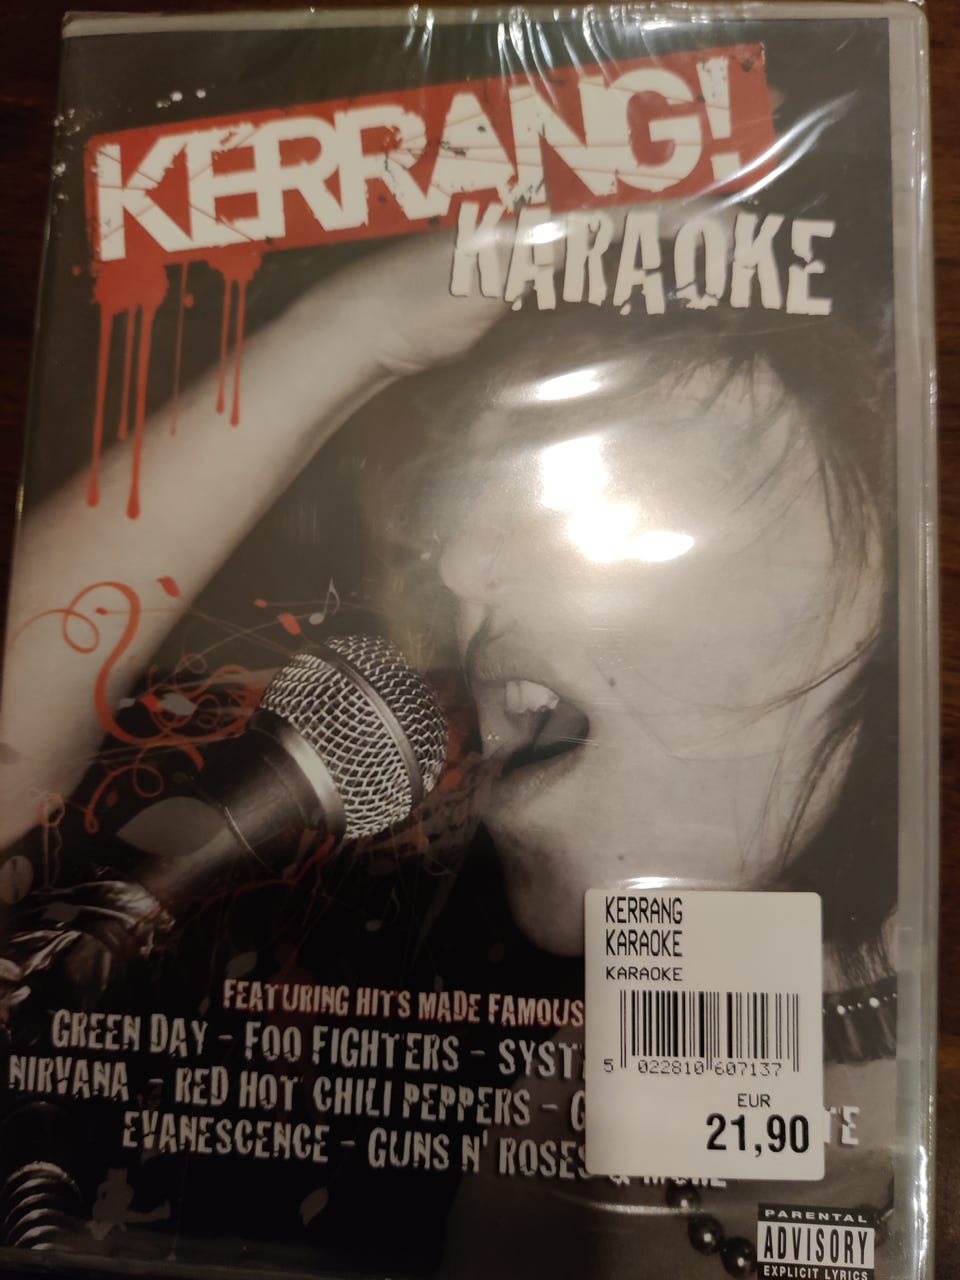 KERRANG!
KARAOKE
FEATURING HITS MADE FAMOUS
GREEN DAY - FOO FIGHTERS -
NIRVANA - RED HOT CHILI PEPPERS -
EVANESCENCE - GUNS N' ROSES & MORE
KERRANG
KARAOKE
KARAOKE
5 022810 607137
EUR
21,90
PARENTAL
ADVISORY
EXPLICIT LYRICS